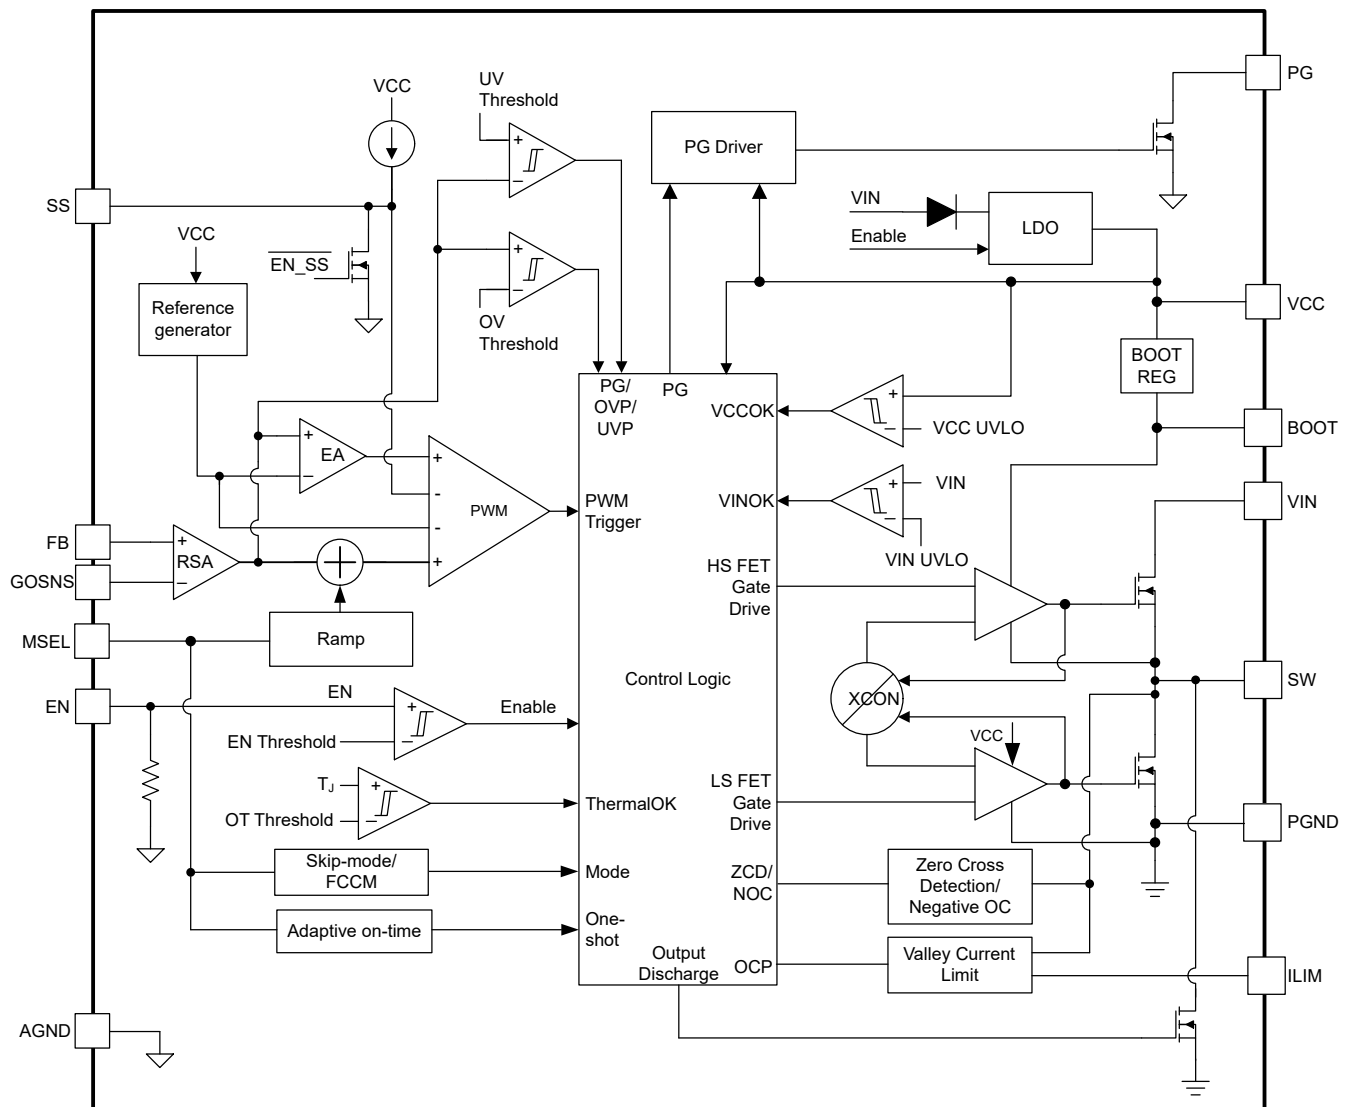 UV
Threshold
VCC
PG
PG Driver
SS
VIN
LDO
Enable
VCC
EN_SS
Reference
generator
OV
Threshold
VCC
BOOT
REG
PG/
OVP/
UVP
PG
VCCOK
VCC UVLO
BOOT
+
−
+
−
+
−
+
−
EA
+
-
-
+
PWM
PWM
Trigger
VINOK
+
−
VIN
VIN UVLO
VIN
FB
GOSNS
+
−
RSA
HS FET
Gate
Drive
MSEL
Ramp
Control Logic
XCON
SW
EN
EN
+
−
Enable
EN Threshold
VCC
TJ
+
−
OT Threshold
ThermalOK
LS FET
Gate
Drive
PGND
Skip-mode/
FCCM
Mode
ZCD/
NOC
Zero Cross
Detection/
Negative OC
Adaptive on-time
One-
shot
Output
Discharge
OCP
Valley Current
Limit
ILIM
AGND